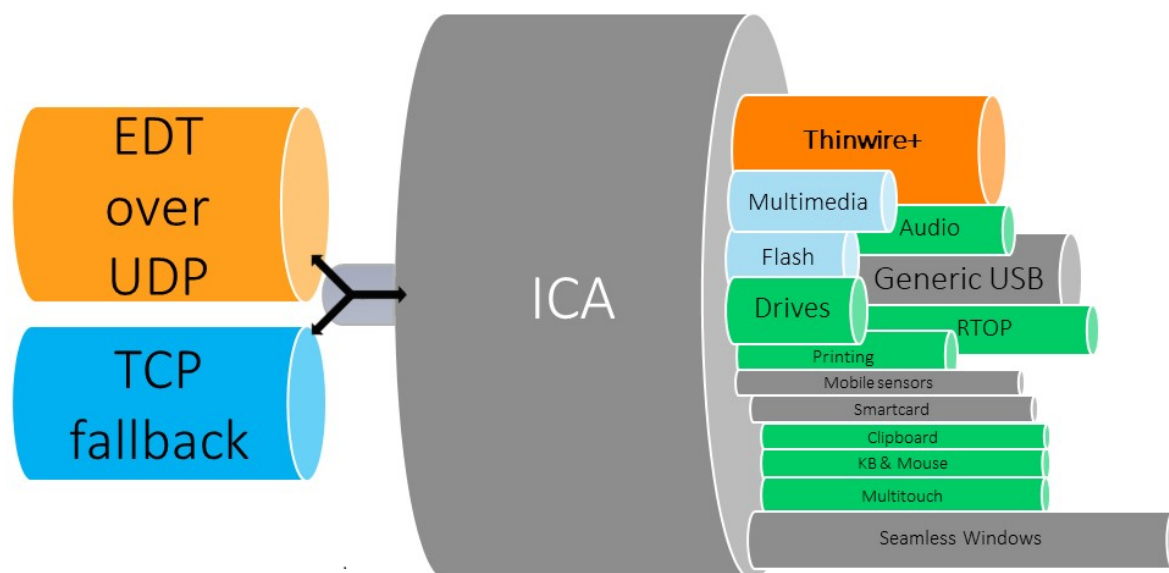 EDT
over
UDP
TCP
fallback
ICA
Thinwire+
Multimedia
Audio
Flash
Generic USB
Drives
RTOP
Printing
Mobile sensors
Smartcard
Clipboard
KB & Mouse
Multitouch
Seamless Windows